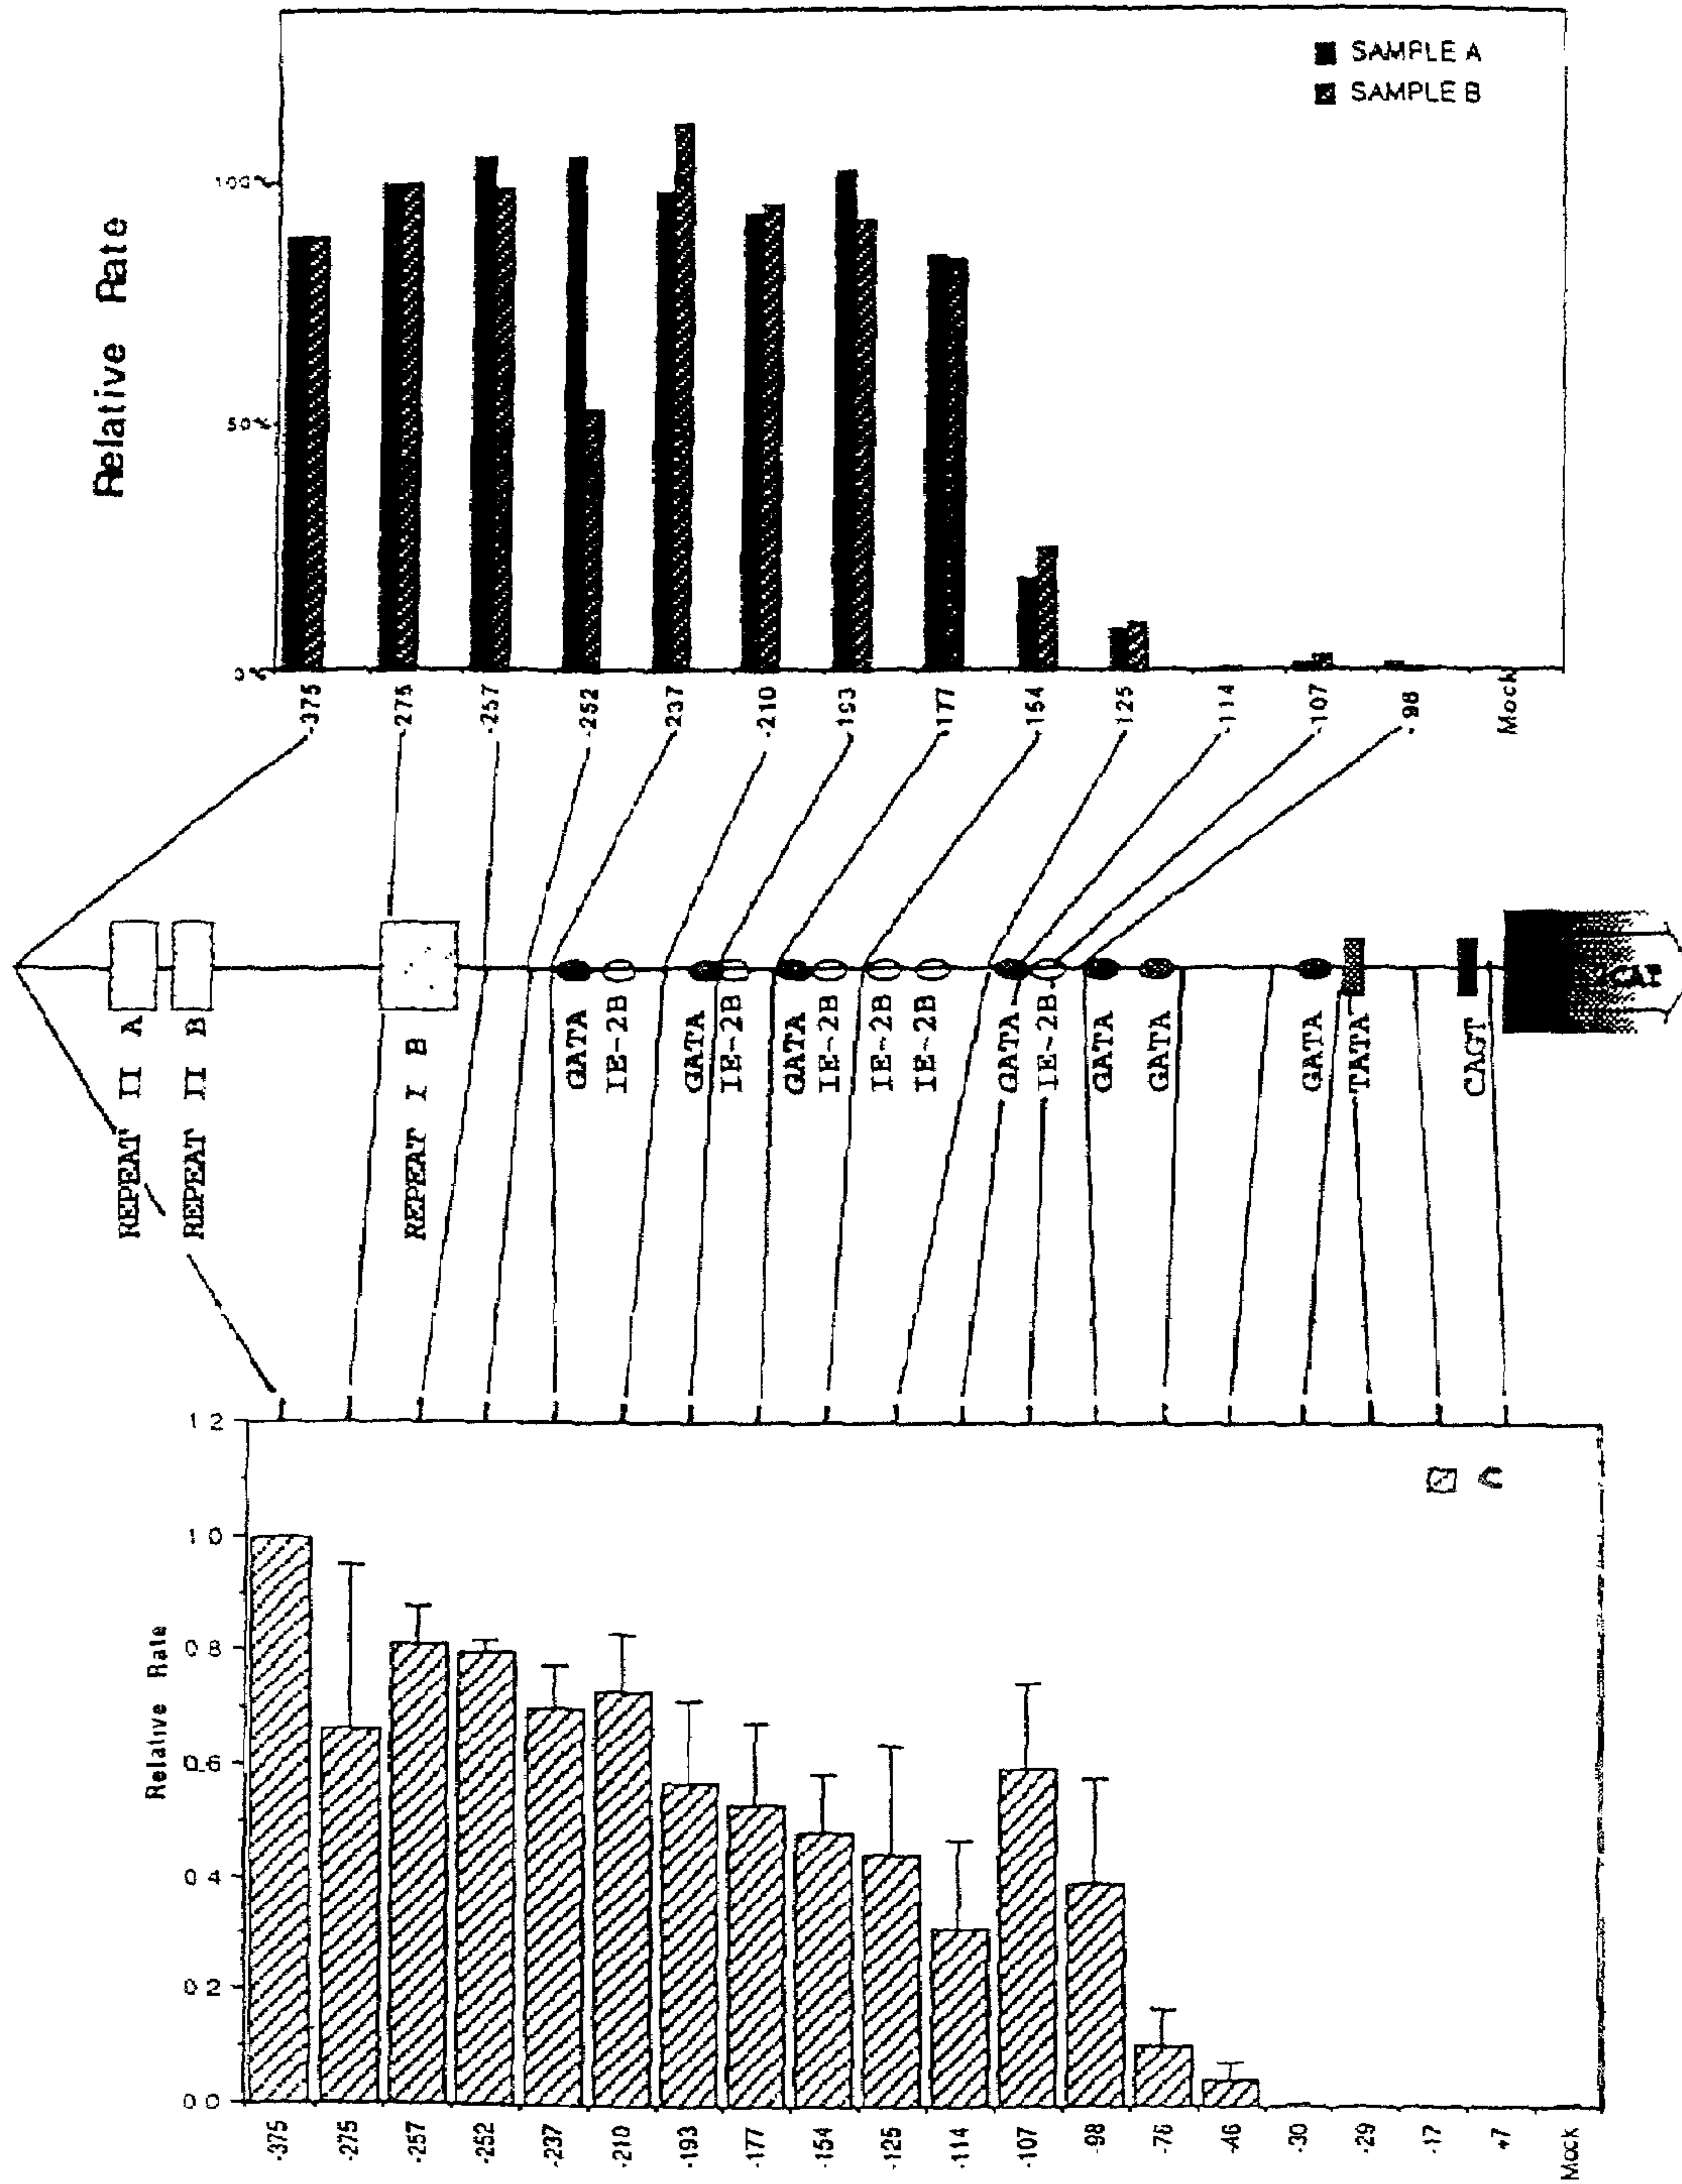 SAMPLE A
SAMPLE B
Relative Rate
100%
50%
0%
-375
-275
-257
-252
-237
-210
-193
-177
-154
-125
-114
-107
-98
Mock
REPEAT II A
REPEAT II B
REPEAT I B
GATA
IE-2B
GATA
IE-2B
GATA
IE-2B
IE-2B
IE-2B
GATA
IE-2B
GATA
GATA
GATA
TATA
CAGT
CAT
Relative Rate
1.2
1.0
0.8
0.6
0.4
0.2
0.0
-375
-275
-257
-252
-237
-210
-193
-177
-154
-125
-114
-107
-98
-76
-46
-30
-29
-17
+7
Mock